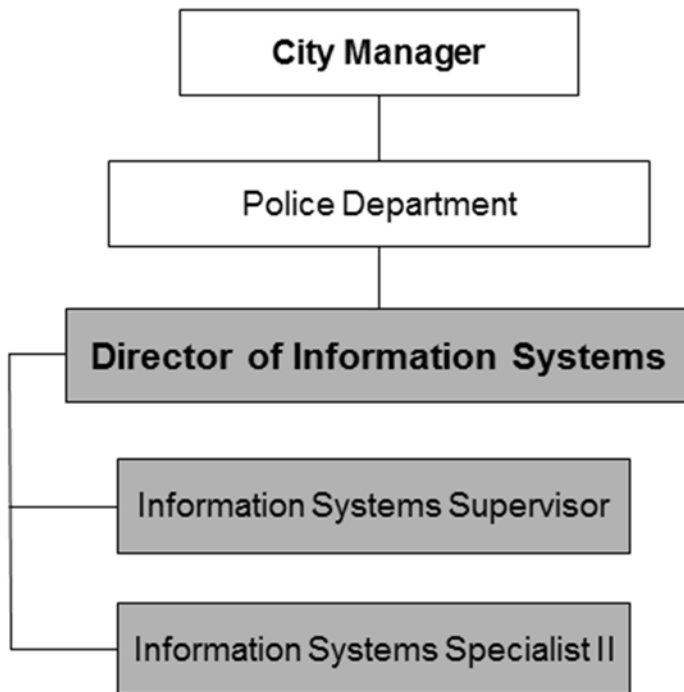 City Manager
Police Department
Director of Information Systems
Information Systems Supervisor
Information Systems Specialist II